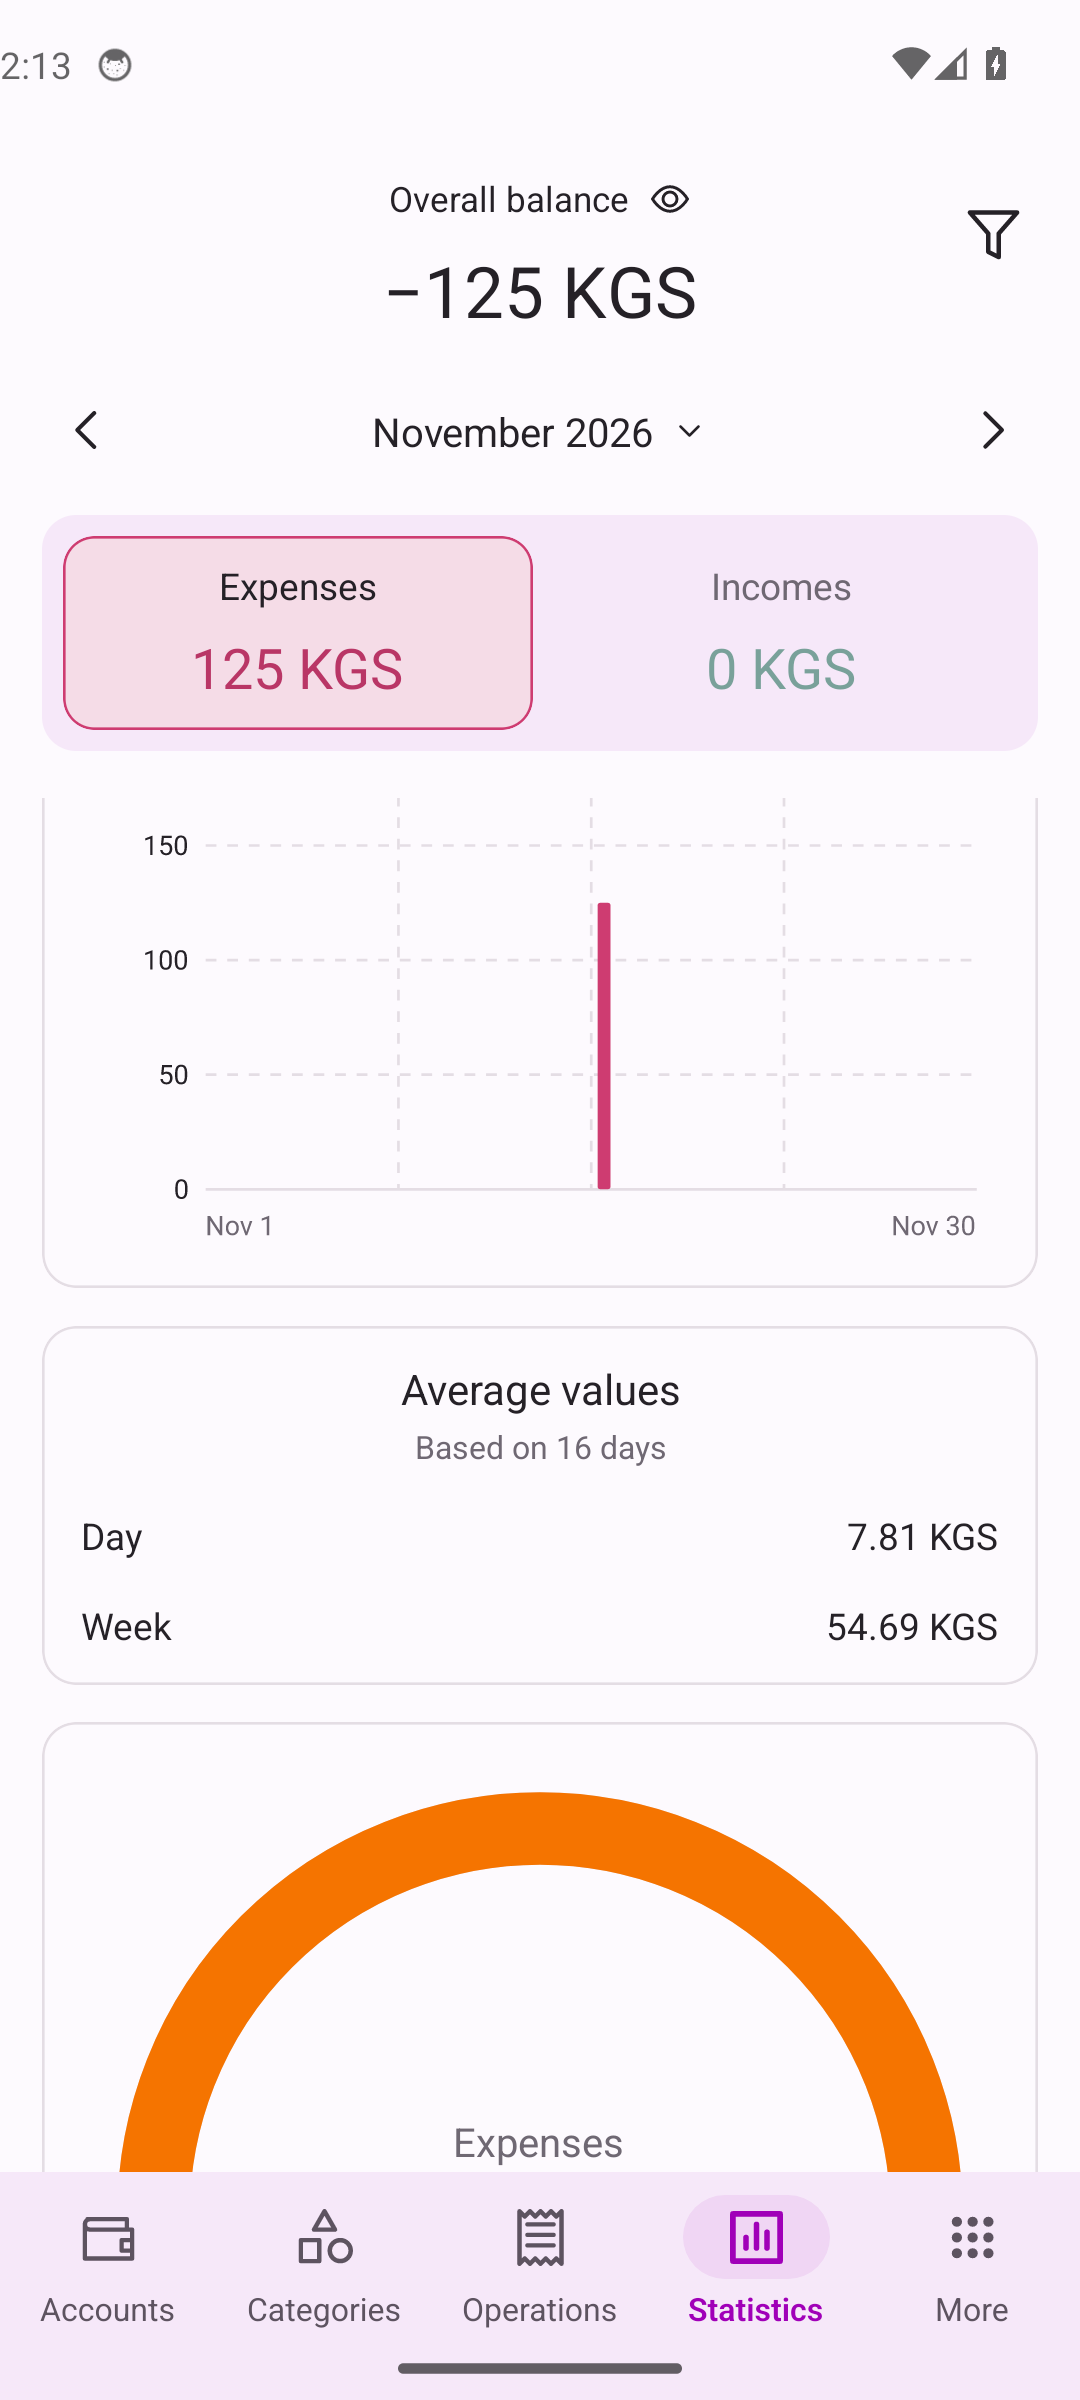 2:13
Overall balance
−125 KGS
November 2026
Expenses
Incomes
125 KGS
0 KGS
150
100
50
0
Nov 1
Nov 30
Average values
Based on 16 days
Day
7.81 KGS
Week
54.69 KGS
Expenses
Accounts
Categories
Operations
Statistics
More